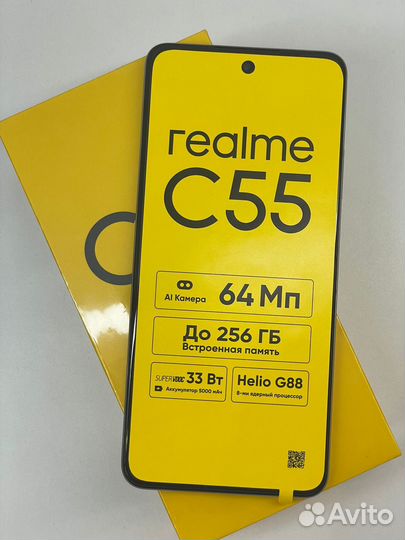 realme
C55
AI Камера
64 Мп
До 256 ГБ
Встроенная память
SUPERVOOC 33 Вт
Аккумулятор 5000 мАч
Helio G88
8-ми ядерный процессор
C
Avito